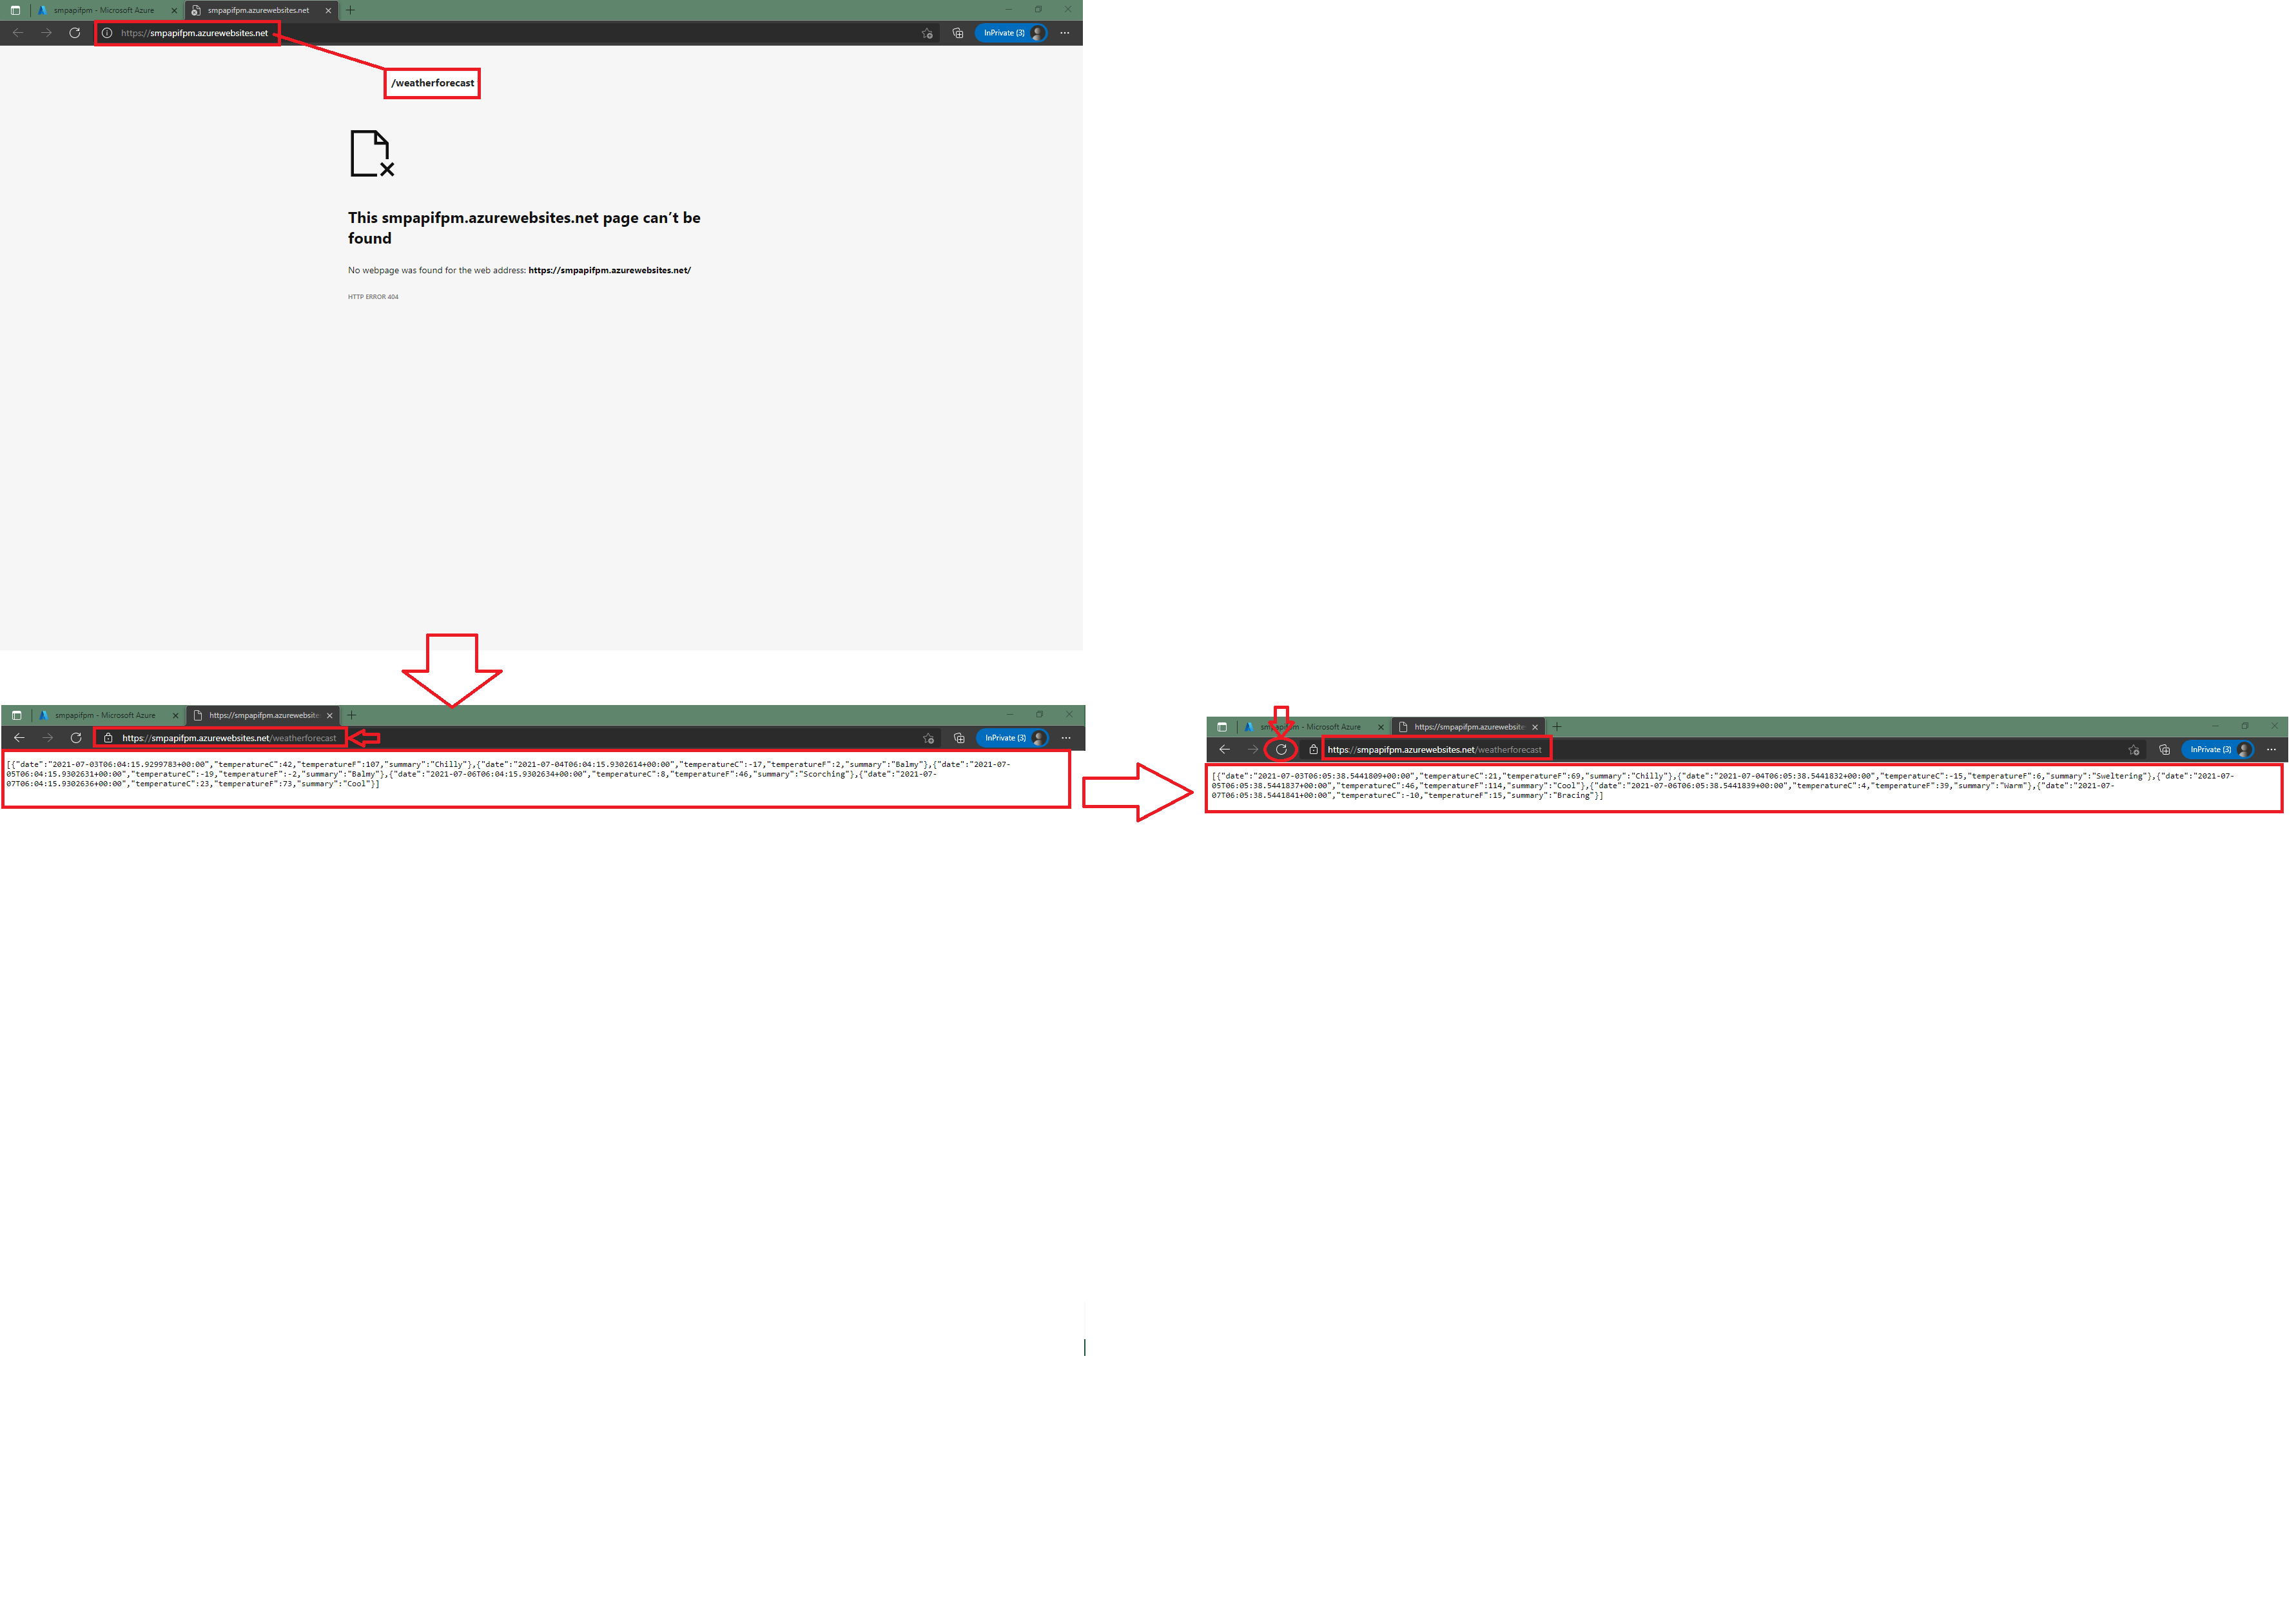 smpapifpm - Microsoft Azure
smpapifpm.azurewebsites.net
https://smpapifpm.azurewebsites.net
InPrivate (3)
/weatherforecast
This smpapifpm.azurewebsites.net page can’t be
found
No webpage was found for the web address: https://smpapifpm.azurewebsites.net/
HTTP ERROR 404
smpapifpm - Microsoft Azure
https://smpapifpm.azurewebsite
https://smpapifpm.azurewebsites.net/weatherforecast
InPrivate (3)
[{"date":"2021-07-03T06:04:15.9299783+00:00","temperatureC":42,"temperatureF":107,"summary":"Chilly"},{"date":"2021-07-04T06:04:15.9302614+00:00","temperatureC":-17,"temperatureF":2,"summary":"Balmy"},{"date":"2021-07-
05T06:04:15.9302631+00:00","temperatureC":-19,"temperatureF":-2,"summary":"Balmy"},{"date":"2021-07-06T06:04:15.9302634+00:00","temperatureC":8,"temperatureF":46,"summary":"Scorching"},{"date":"2021-07-
07T06:04:15.9302636+00:00","temperatureC":23,"temperatureF":73,"summary":"Cool"}]
smpapifpm - Microsoft Azure
https://smpapifpm.azurewebsite
https://smpapifpm.azurewebsites.net/weatherforecast
InPrivate (3)
[{"date":"2021-07-03T06:05:38.5441809+00:00","temperatureC":21,"temperatureF":69,"summary":"Chilly"},{"date":"2021-07-04T06:05:38.5441832+00:00","temperatureC":-15,"temperatureF":6,"summary":"Sweltering"},{"date":"2021-07-
05T06:05:38.5441837+00:00","temperatureC":46,"temperatureF":114,"summary":"Cool"},{"date":"2021-07-06T06:05:38.5441839+00:00","temperatureC":4,"temperatureF":39,"summary":"Warm"},{"date":"2021-07-
07T06:05:38.5441841+00:00","temperatureC":-10,"temperatureF":15,"summary":"Bracing"}]